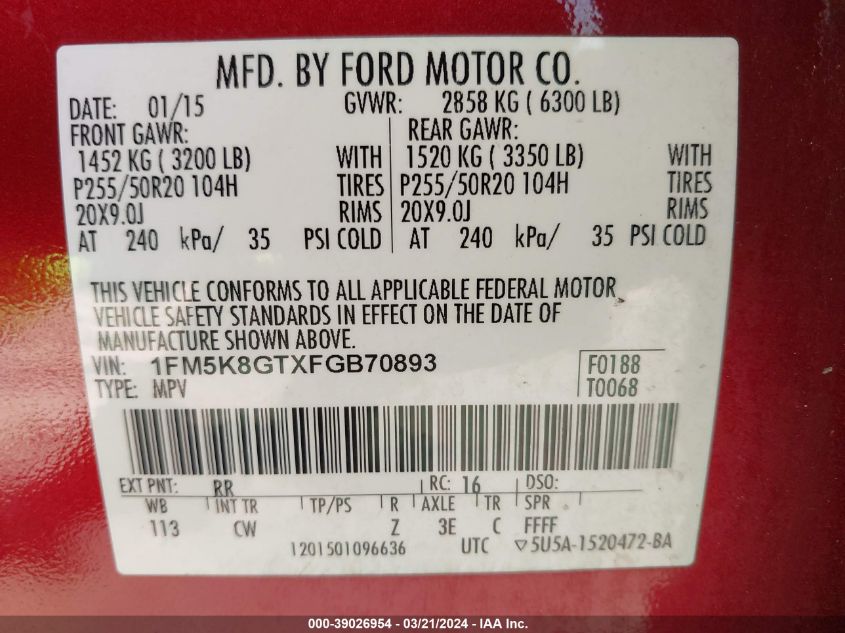 MFD. BY FORD MOTOR CO.
DATE: 01/15 GVWR: 2858 KG ( 6300 LB)
FRONT GAWR: REAR GAWR:
1452 KG ( 3200 LB) WITH 1520 KG ( 3350 LB) WITH
P255/50R20 104H TIRES P255/50R20 104H TIRES
20X9.0J RIMS 20X9.0J RIMS
AT 240 kPa/ 35 PSI COLD AT 240 kPa/ 35 PSI COLD
THIS VEHICLE CONFORMS TO ALL APPLICABLE FEDERAL MOTOR
VEHICLE SAFETY STANDARDS IN EFFECT ON THE DATE OF
MANUFACTURE SHOWN ABOVE.
VIN: 1FM5K8GTXFGB70893 F0188
TYPE: MPV T0068
EXT PNT: RR RC: 16 DSO:
WB INT TR TP/PS R AXLE TR SPR
113 CW Z 3E C FFFF
1201501096636 UTC ▽5U5A-1520472-BA
000-39026954 - 03/21/2024 - IAAI Inc.